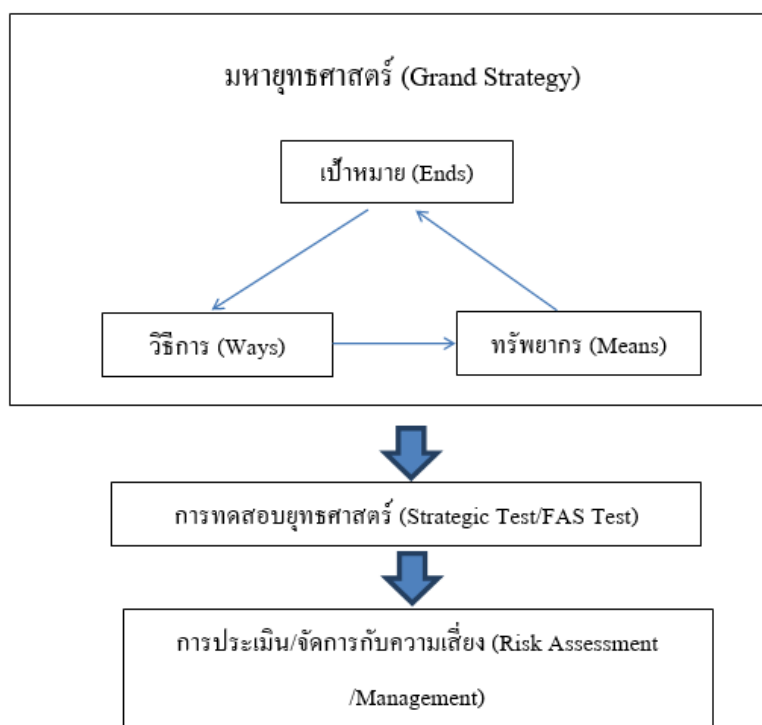 มหายุทธศาสตร์ (Grand Strategy)
เป้าหมาย (Ends)
วิธีการ (Ways)
ทรัพยากร (Means)
การทดสอบยุทธศาสตร์ (Strategic Test/FAS Test)
การประเมิน/จัดการกับความเสี่ยง (Risk Assessment
/Management)